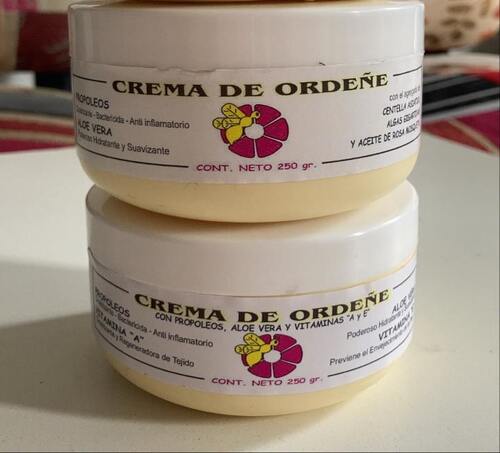 CREMA DE ORDEÑE
PROPOLEOS
- Bactericida - Anti inflamatorio
ALOE VERA
Hidratante y Suavizante
con el Agregado de
CENTELLA
ALGAS
Y ACEITE DE ROSA
CONT. NETO 250 gr.
CREMA DE ORDEÑE
CON PROPOLEOS, ALOE VERA Y VITAMINAS "A y E"
PROPOLEOS
- Bactericida - Anti inflamatorio
VITAMINA "A"
y Regeneradora de Tejido
ALOE
Poderoso Hidratante y
VITAMINA
Previene el
CONT. NETO 250 gr.